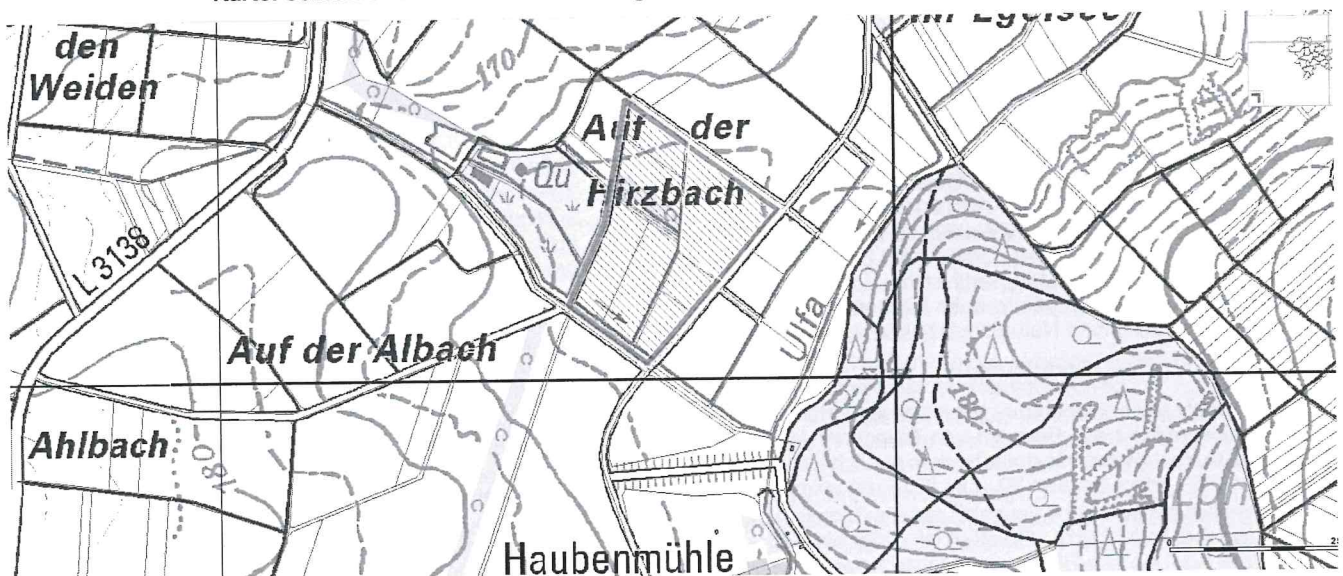 den
Weiden
170
Auf der
Hirzbach
Qu
L 3138
Ulfa
Auf der Albach
180
Ahlbach
180
Haubenmühle